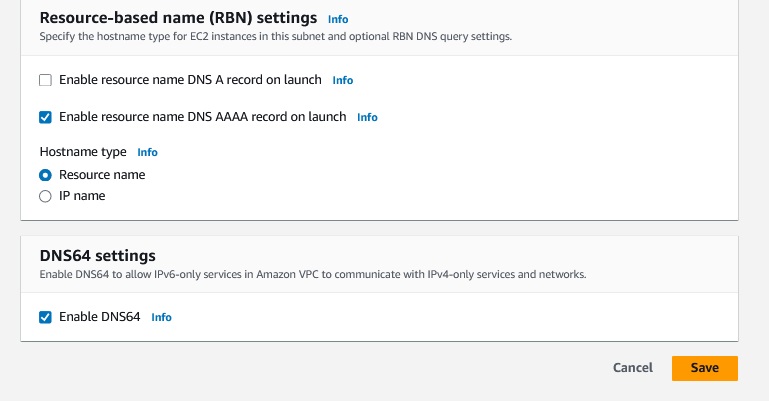 Resource-based name (RBN) settings Info
Specify the hostname type for EC2 instances in this subnet and optional RBN DNS query settings.
Enable resource name DNS A record on launch Info
Enable resource name DNS AAAA record on launch Info
Hostname type Info
Resource name
IP name
DNS64 settings
Enable DNS64 to allow IPv6-only services in Amazon VPC to communicate with IPv4-only services and networks.
Enable DNS64 Info
Cancel Save